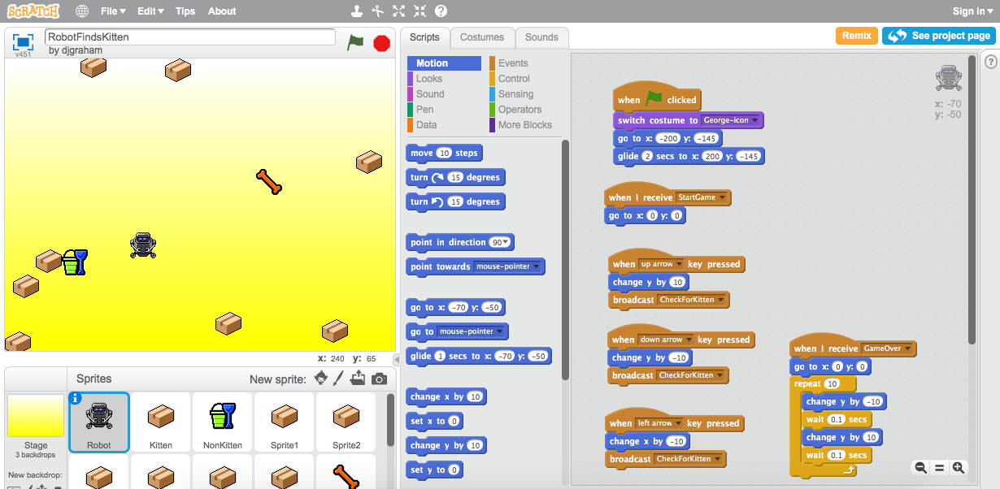 SCRATCH File ▾ Edit ▾ Tips About Sign in ▾
v451 RobotFindsKitten
by djgraham
x: 240 y: 65
Sprites New sprite:
Stage
3 backdrops
New backdrop:
Robot Kitten NonKitten Sprite1 Sprite2
Scripts Costumes Sounds
Remix See project page
Motion Events
Looks Control
Sound Sensing
Pen Operators
Data More Blocks
move 10 steps
turn 15 degrees
turn 15 degrees
point in direction 90▾
point towards mouse-pointer
go to x: -70 y: -50
go to mouse-pointer
glide 1 secs to x: -70 y: -50
change x by 10
set x to 0
change y by 10
set y to 0
x: -70
y: -50
when clicked
switch costume to George-icon
go to x: -200 y: -145
glide 2 secs to x: 200 y: -145
when I receive StartGame
go to x: 0 y: 0
when up arrow key pressed
change y by 10
broadcast CheckForKitten
when down arrow key pressed
change y by -10
broadcast CheckForKitten
when left arrow key pressed
change x by -10
broadcast CheckForKitten
when I receive GameOver
go to x: 0 y: 0
repeat 10
change y by -10
wait 0.1 secs
change y by 10
wait 0.1 secs